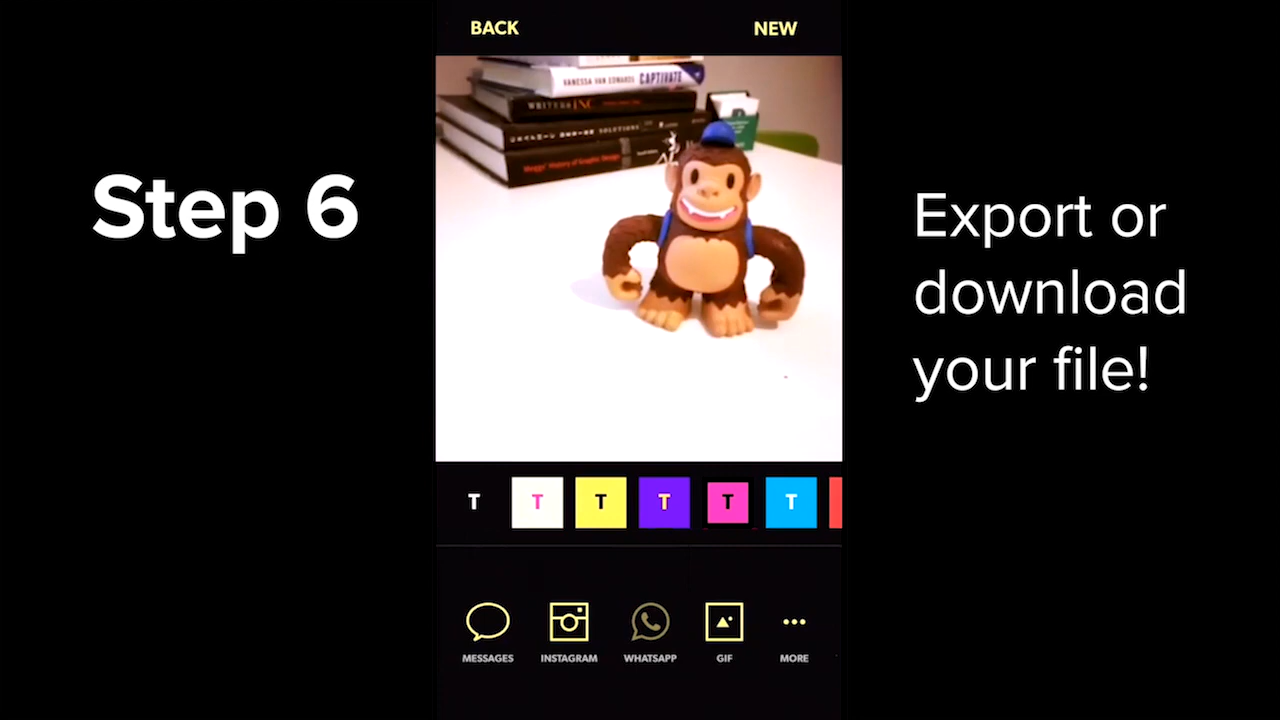 BACK
NEW
Step 6
VANESSA VAN EDWARDS CAPTIVATE
WRITERS INC
SOLUTIONS
Meggs' History of Graphic Design
Export or
download
your file!
T
T
T
T
T
T
MESSAGES
INSTAGRAM
WHATSAPP
GIF
MORE